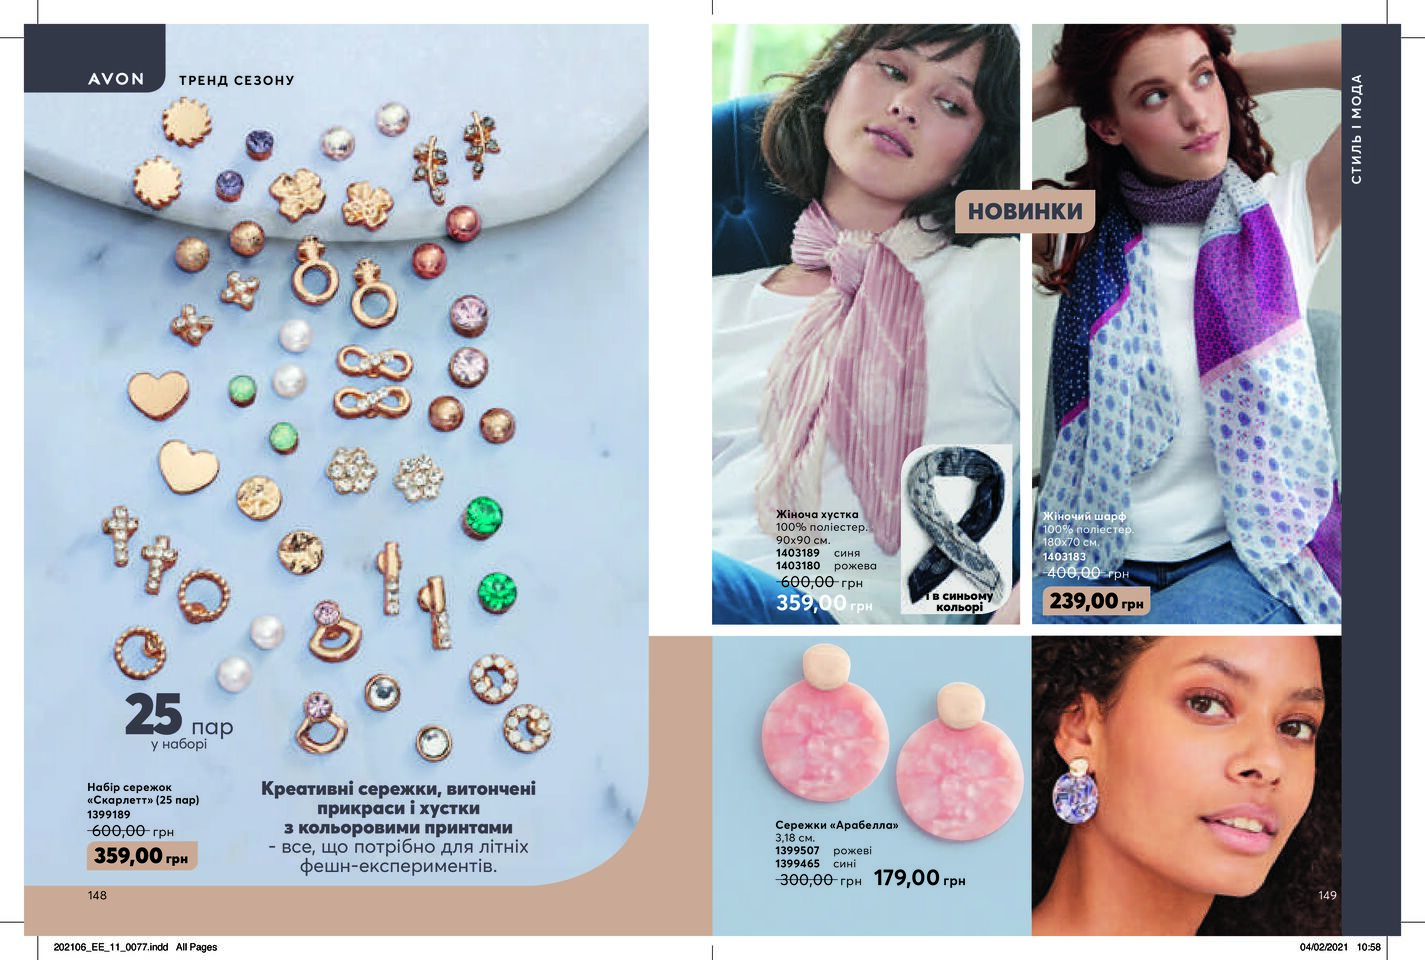 AVON
ТРЕНД СЕЗОНУ
25 пар
у наборі
Набір сережок
«Скарлетт» (25 пар)
1399189
600,00 грн
359,00 грн
Креативні сережки, витончені
прикраси і хустки
з кольоровими принтами
- все, що потрібно для літніх
фешн-експериментів.
148
НОВИНКИ
СТИЛЬ І МОДА
Жіноча хустка
100% поліестер.
90х90 см.
1403189 синя
1403180 рожева
600,00 грн
359,00 грн
І в синьому
кольорі
Жіночий шарф
100% поліестер.
180х70 см.
1403183
400,00 грн
239,00 грн
Сережки «Арабелла»
3,18 см.
1399507 рожеві
1399465 сині
300,00 грн 179,00 грн
149
202106_EE_11_0077.indd All Pages
04/02/2021 10:58